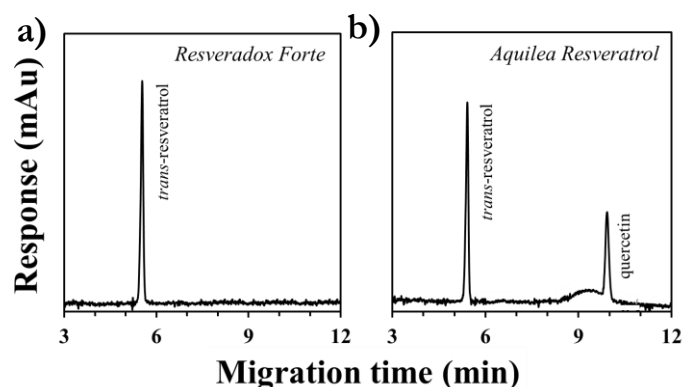 a)
Resveradox Forte
trans-resveratrol
b)
Aquilea Resveratrol
trans-resveratrol
quercetin
Response (mAu)
3 6 9 12
3 6 9 12
Migration time (min)